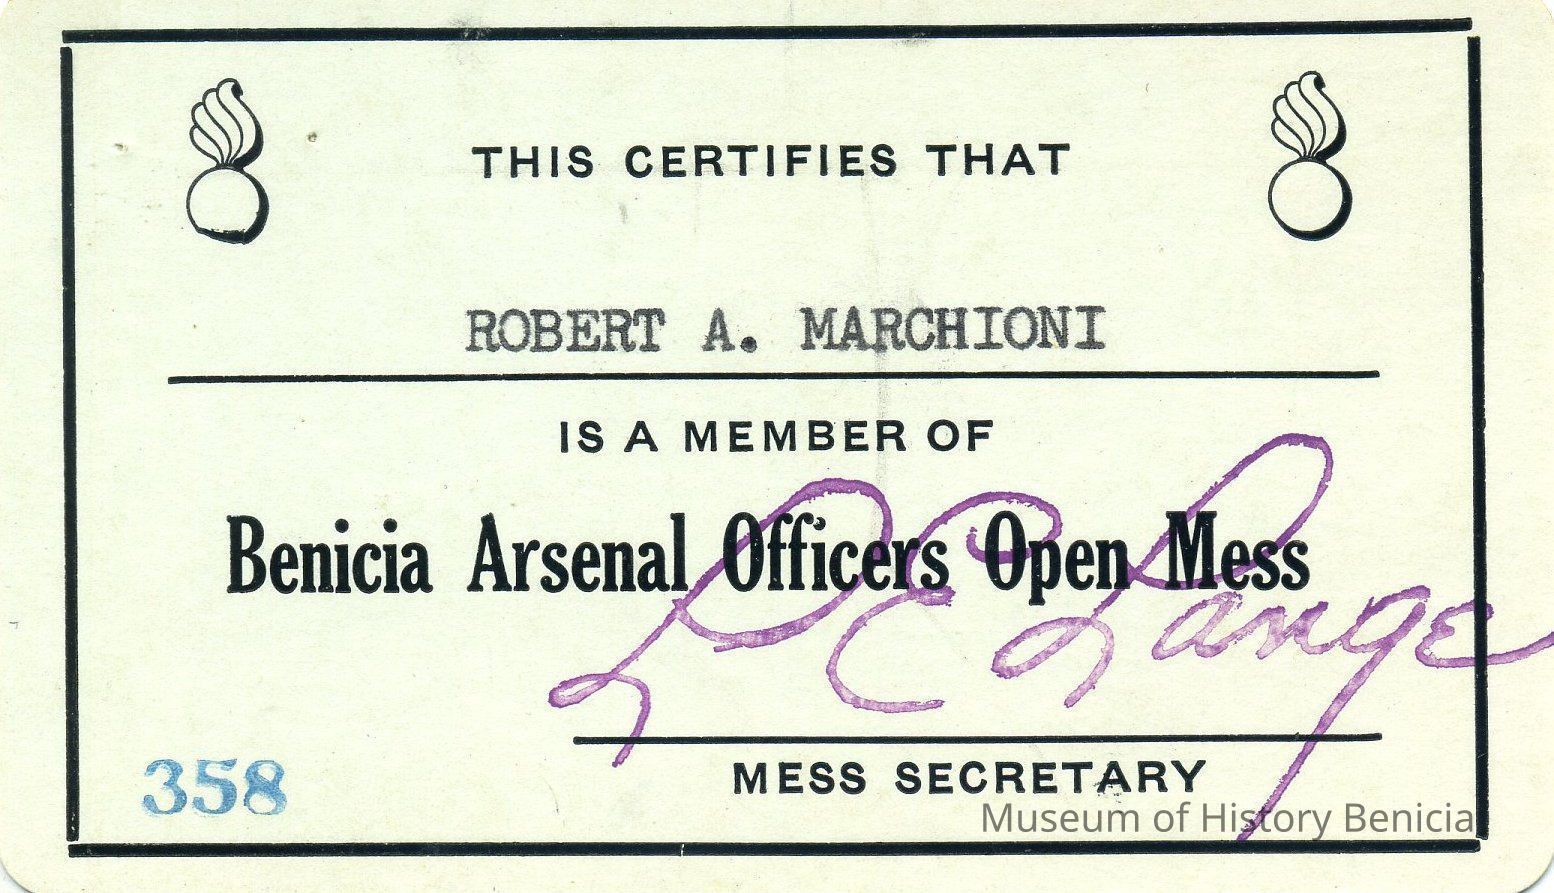 THIS CERTIFIES THAT
ROBERT A. MARCHIONI
IS A MEMBER OF
Benicia Arsenal Officers Open Mess
L E Lange
358
MESS SECRETARY
Museum of History Benicia